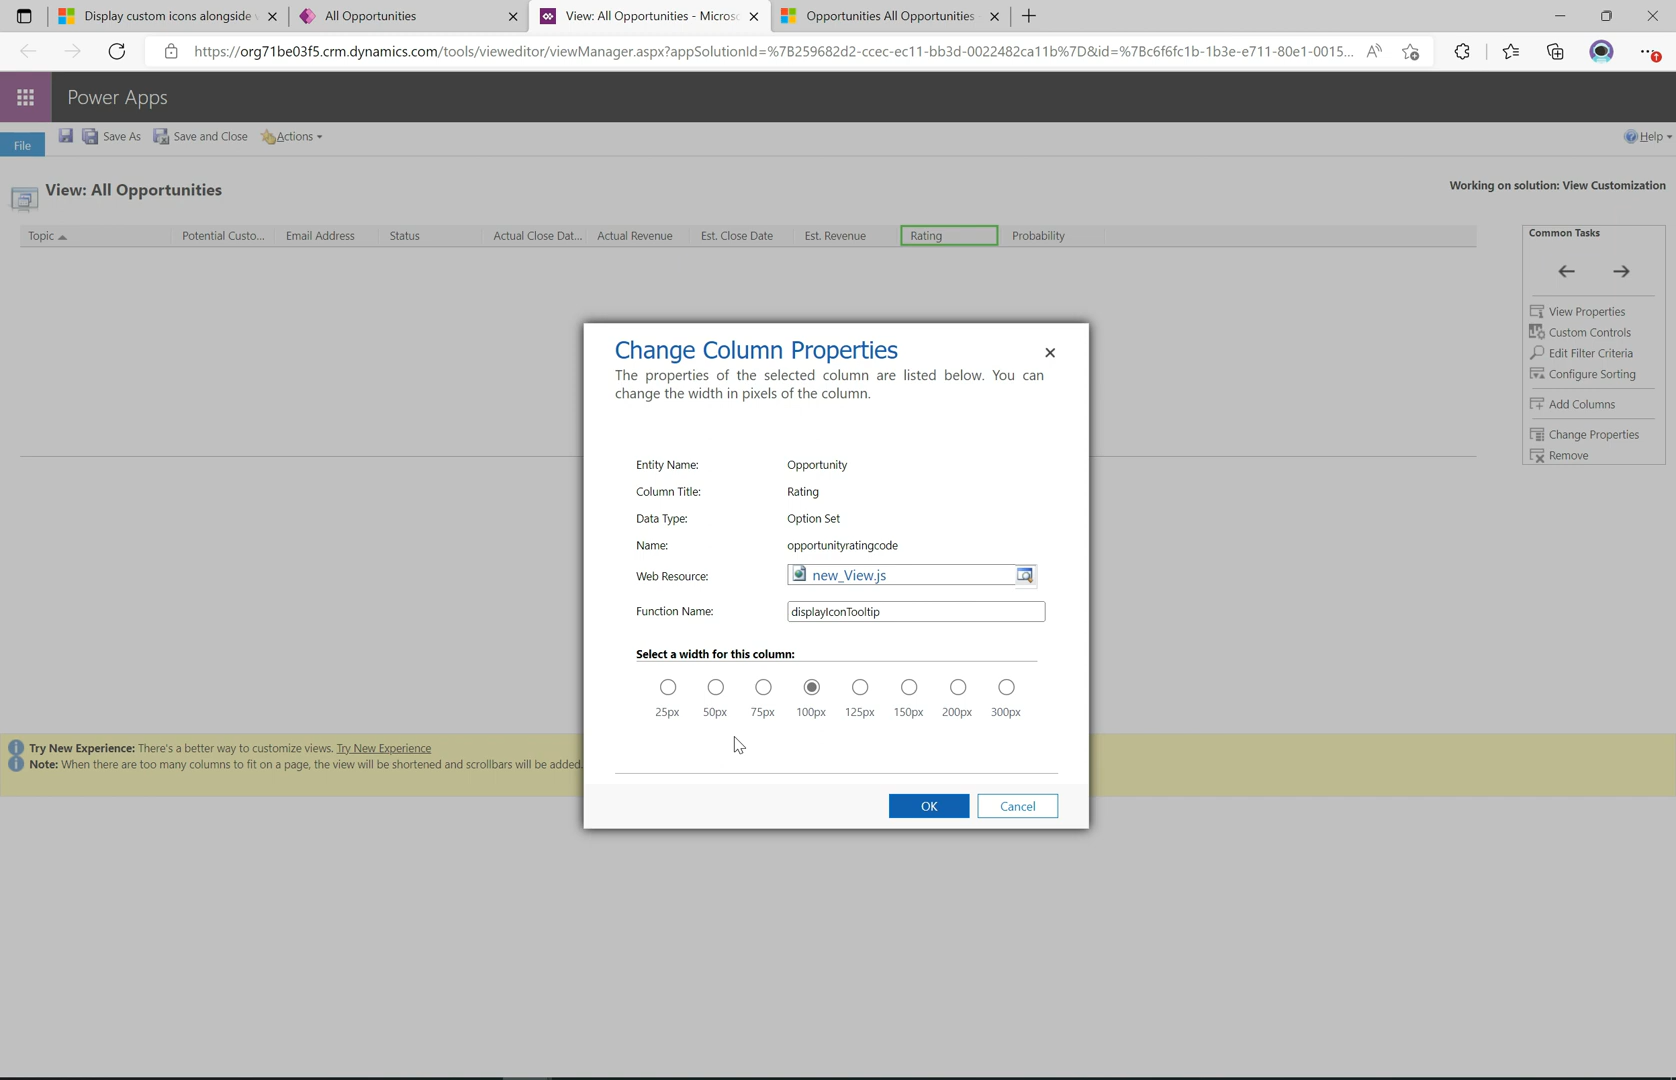 Display custom icons alongside
All Opportunities
View: All Opportunities - Micros
Opportunities All Opportunities
https://org71be03f5.crm.dynamics.com/tools/vieweditor/viewManager.aspx?appSolutionId=%7B259682d2-ccec-ec11-bb3d-0022482ca11b%7D&id=%7Bc6f6fc1b-1b3e-e711-80e1-0015...
Power Apps
File
Save As
Save and Close
Actions
Help
View: All Opportunities
Working on solution: View Customization
Topic
Potential Custo...
Email Address
Status
Actual Close Dat...
Actual Revenue
Est. Close Date
Est. Revenue
Rating
Probability
Common Tasks
View Properties
Custom Controls
Edit Filter Criteria
Configure Sorting
Add Columns
Change Properties
Remove
Change Column Properties
The properties of the selected column are listed below. You can
change the width in pixels of the column.
Entity Name: Opportunity
Column Title: Rating
Data Type: Option Set
Name: opportunityratingcode
Web Resource: new_View.js
Function Name: displayIconTooltip
Select a width for this column:
25px 50px 75px 100px 125px 150px 200px 300px
OK
Cancel
Try New Experience: There's a better way to customize views. Try New Experience
Note: When there are too many columns to fit on a page, the view will be shortened and scrollbars will be added.
1